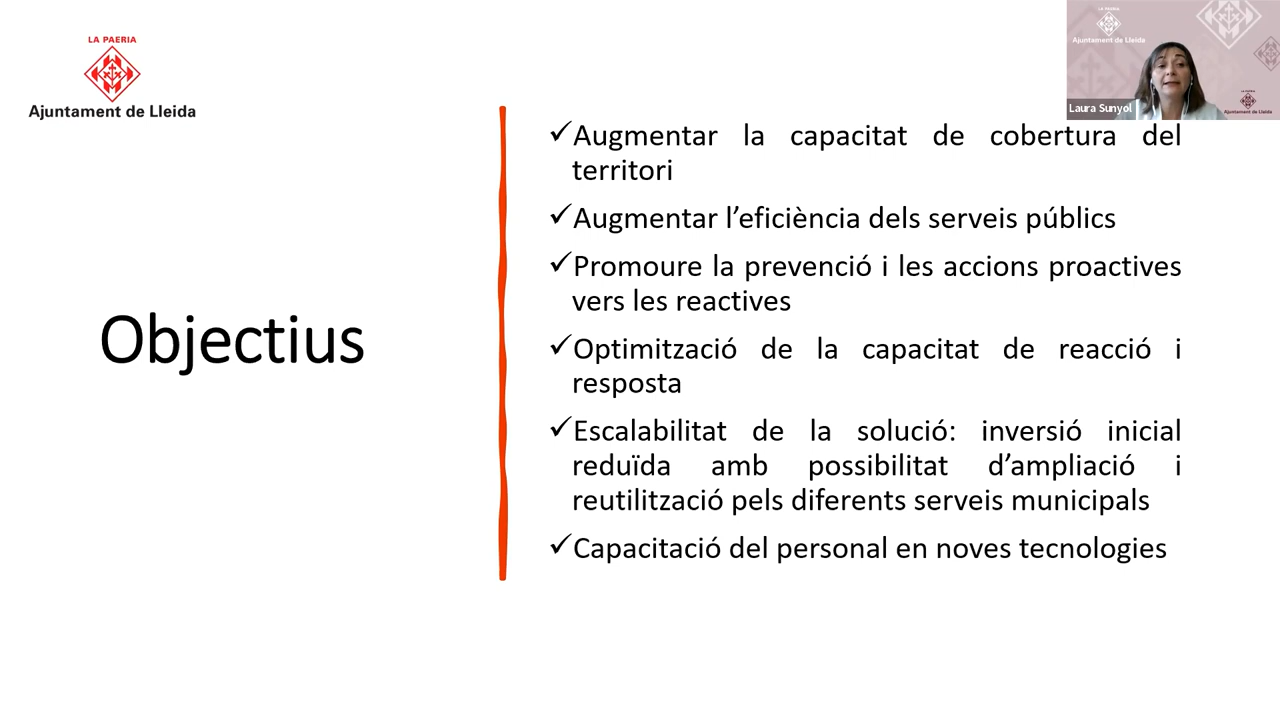 LA PAERIA
Ajuntament de Lleida
Objectius
✓Augmentar la capacitat de cobertura del
territori
✓Augmentar l’eficiència dels serveis públics
✓Promoure la prevenció i les accions proactives
vers les reactives
✓Optimització de la capacitat de reacció i
resposta
✓Escalabilitat de la solució: inversió inicial
reduïda amb possibilitat d’ampliació i
reutilització pels diferents serveis municipals
✓Capacitació del personal en noves tecnologies
LA PAERIA
Ajuntament de Lleida
Laura Sunyol
Ajuntament de Lleida